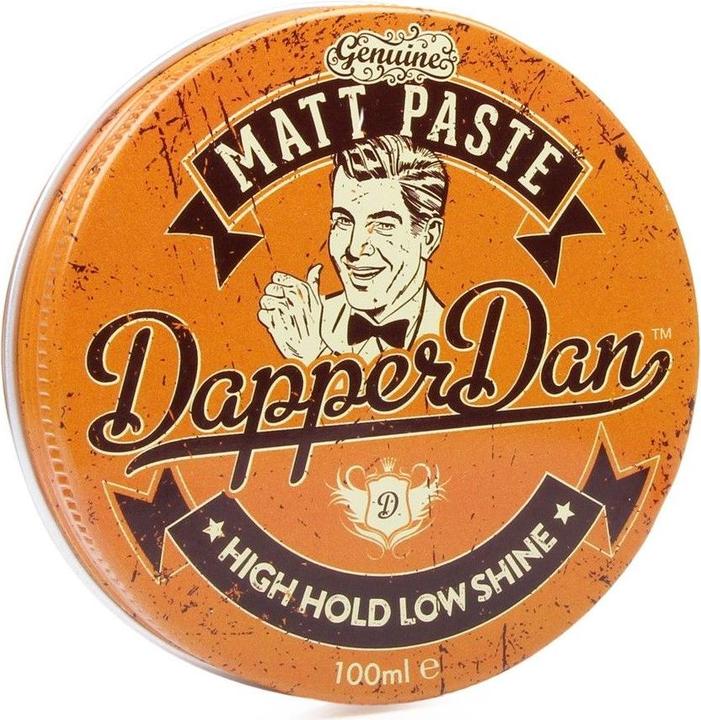 Genuine
MATT PASTE
Dapper Dan™
D.
★ HIGH HOLD LOW SHINE ★
100ml ℮